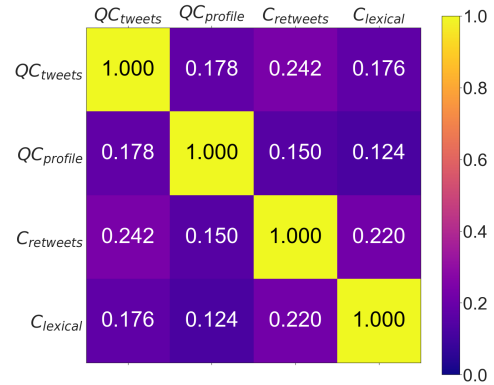 QC_tweets QC_profile C_retweets C_lexical
1.0
QC_tweets 1.000 0.178 0.242 0.176
0.8
QC_profile 0.178 1.000 0.150 0.124
0.6
0.4
C_retweets 0.242 0.150 1.000 0.220
0.2
C_lexical 0.176 0.124 0.220 1.000
0.0